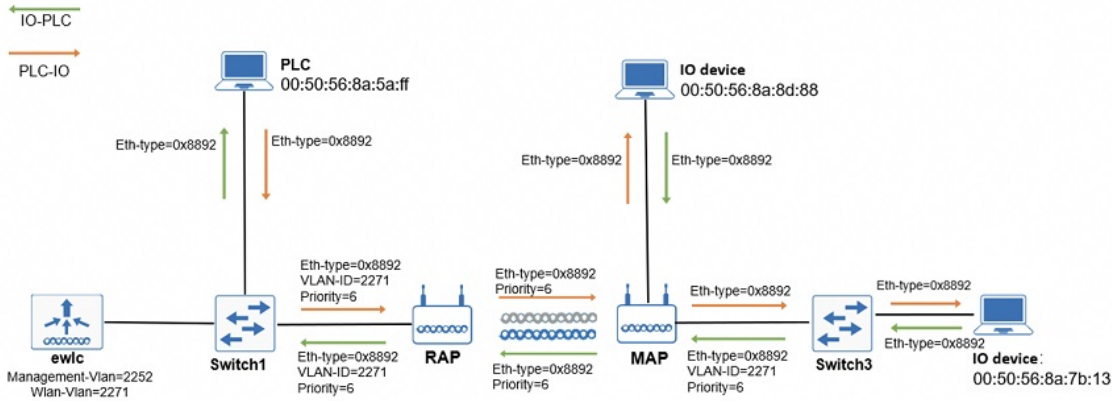 IO-PLC
PLC-IO
PLC
00:50:56:8a:5a:ff
IO device
00:50:56:8a:8d:88
Eth-type=0x8892
Eth-type=0x8892
Eth-type=0x8892
Eth-type=0x8892
Eth-type=0x8892
VLAN-ID=2271
Priority=6
Eth-type=0x8892
Priority=6
Eth-type=0x8892
Eth-type=0x8892
ewlc
Management-Vlan=2252
Wlan-Vlan=2271
Switch1
Eth-type=0x8892
VLAN-ID=2271
Priority=6
RAP
Eth-type=0x8892
Priority=6
MAP
Eth-type=0x8892
VLAN-ID=2271
Priority=6
Switch3
Eth-type=0x8892
IO device:
00:50:56:8a:7b:13